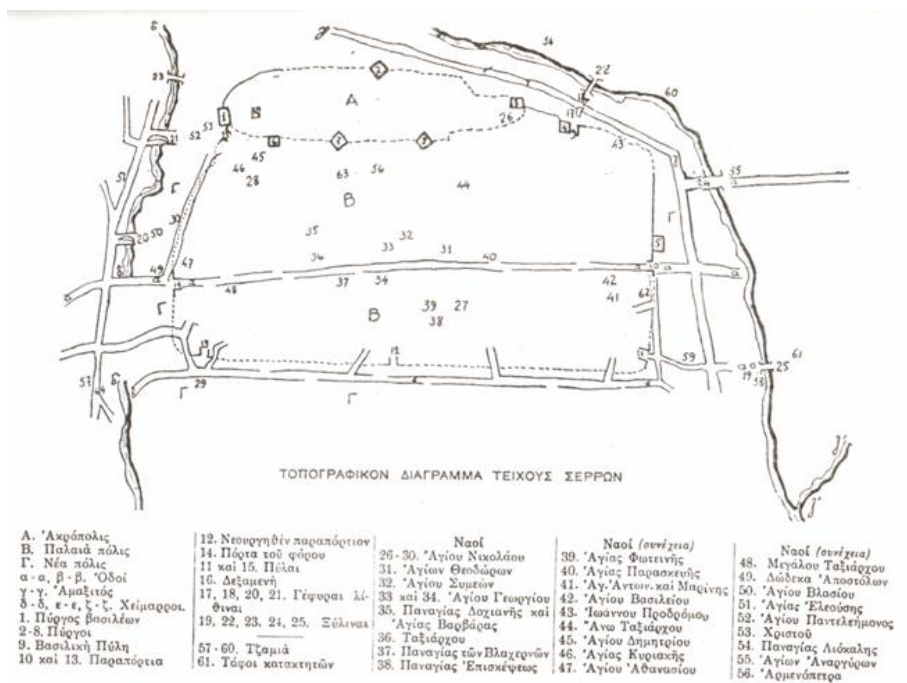 ΤΟΠΟΓΡΑΦΙΚΟΝ ΔΙΑΓΡΑΜΜΑ ΤΕΙΧΟΥΣ ΣΕΡΡΩΝ
Α. Ἀκρόπολις
Β. Παλαιὰ πόλις
Γ. Νέα πόλις
α-α, β-β. Ὁδοί
γ-γ. Ἁμαξιτός
δ-δ, ε-ε, ζ-ζ. Χείμαρροι.
1. Πύργος βασιλέων
2-8. Πύργοι
9. Βασιλικὴ Πύλη
10 καὶ 13. Παραπόρτια
12. Νεουργηθὲν παραπόρτιον
14. Πόρτα τοῦ φόρου
11 καὶ 15. Πύλαι
16. Δεξαμενή
17, 18, 20, 21. Γέφυραι λίθιναι
19, 22, 23. 24, 25. Ξύλιναι
57-60. Τζαμιὰ
61. Τάφοι κατακτητῶν
Ναοί
26-30. Ἁγίου Νικολάου
31. Ἁγίων Θεοδώρων
32. Ἁγίου Συμεών
33 καὶ 34. Ἁγίου Γεωργίου
35. Παναγίας Δοχιανῆς καὶ
Ἁγίας Βαρβάρας
36. Ταξιάρχου
37. Παναγίας τῶν Βλαχερνῶν
38. Παναγίας Ἐπισκέψεως
Ναοί (συνέχεια)
39. Ἁγίας Φωτεινῆς
40. Ἁγίας Παρασκευῆς
41. Ἁγ. Ἀντων. καὶ Μαρίνης
42. Ἁγίου Βασιλείου
43. Ἰωάννου Προδρόμου
44. Ἄνω Ταξιάρχου
45. Ἁγίου Δημητρίου
46. Ἁγίας Κυριακῆς
47. Ἁγίου Ἀθανασίου
Ναοί (συνέχεια)
48. Μεγάλου Ταξιάρχου
49. Δώδεκα Ἀποστόλων
50. Ἁγίου Βλασίου
51. Ἁγίας Ἐλεούσης
52. Ἁγίου Παντελεήμονος
53. Χριστοῦ
54. Παναγίας Λιόκαλης
55. Ἁγίων Ἀναργύρων
56. Ἀρμενόπετρα